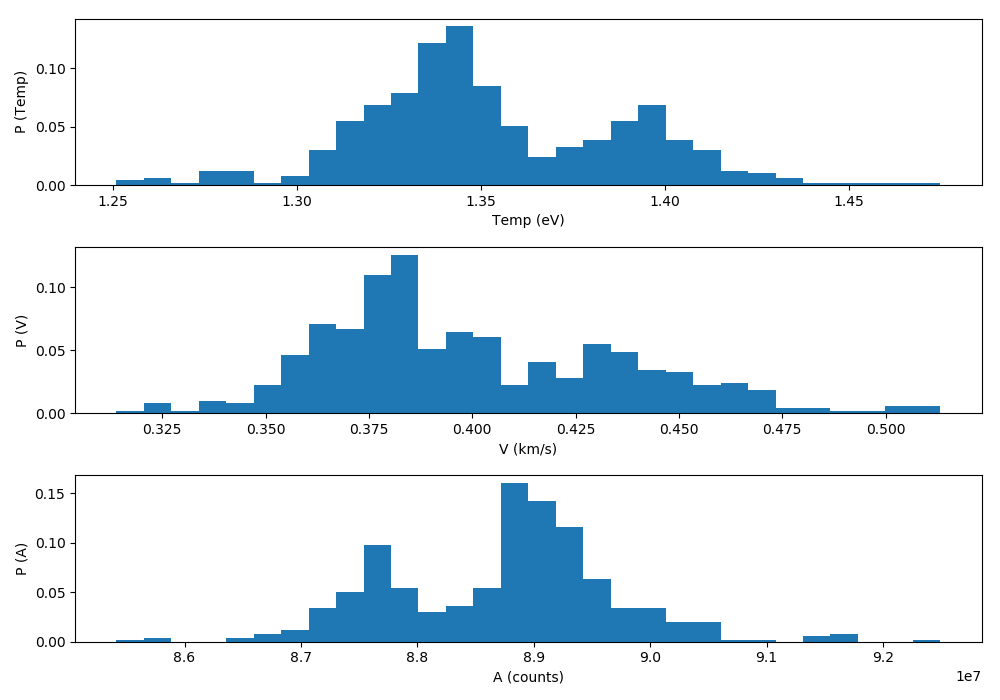 P (Temp)
0.10
0.05
0.00
1.25 1.30 1.35 1.40 1.45
Temp (eV)
P (V)
0.10
0.05
0.00
0.325 0.350 0.375 0.400 0.425 0.450 0.475 0.500
V (km/s)
P (A)
0.15
0.10
0.05
0.00
8.6 8.7 8.8 8.9 9.0 9.1 9.2
1e7
A (counts)